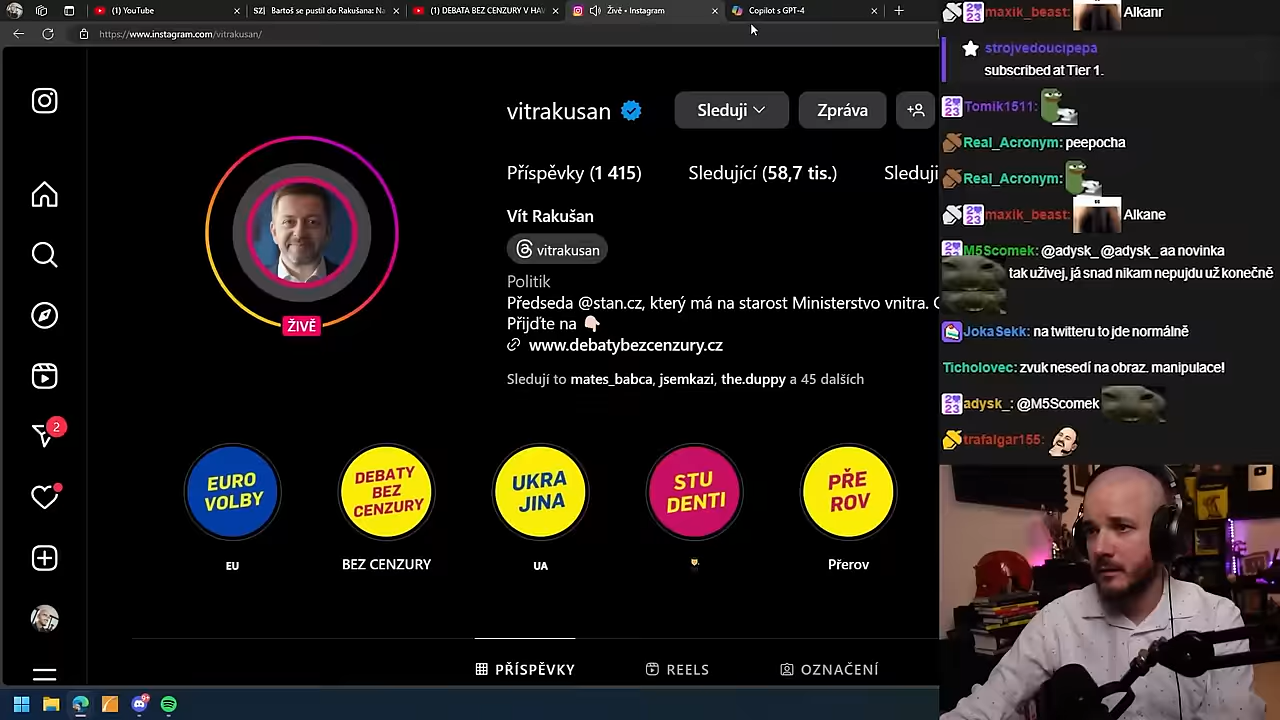 (1) YouTube
SZ| Bartoš se pustil do Rakušana: Na
(1) DEBATA BEZ CENZURY V HAV
Živě • Instagram
Copilot s GPT-4
https://www.instagram.com/vitrakusan/
vitrakusan
Sleduji
Zpráva
Příspěvky (1 415)
Sledující (58,7 tis.)
Sleduji
Vít Rakušan
vitrakusan
Politik
Předseda @stan.cz, který má na starost Ministerstvo vnitra.
Přijďte na
www.debatybezcenzury.cz
Sledují to mates_babca, jsemkazi, the.duppy a 45 dalších
ŽIVĚ
2
EURO
VOLBY
DEBATY
BEZ
CENZURY
UKRA
JINA
STU
DENTI
PŘE
ROV
EU
BEZ CENZURY
UA
Přerov
PŘÍSPĚVKY
REELS
OZNAČENÍ
maxik_beast: Alkanr
strojvedoucipepa
subscribed at Tier 1.
Tomik1511:
Real_Acronym: peepocha
Real_Acronym:
maxik_beast: Alkane
M5Scomek: @adysk_ @adysk_ aa novinka
tak uživej, já snad nikam nepujdu už konečně
JokaSekk: na twitteru to jde normálně
Ticholovec: zvuk nesedí na obraz. manipulace!
adysk_: @M5Scomek
trafalgar155: